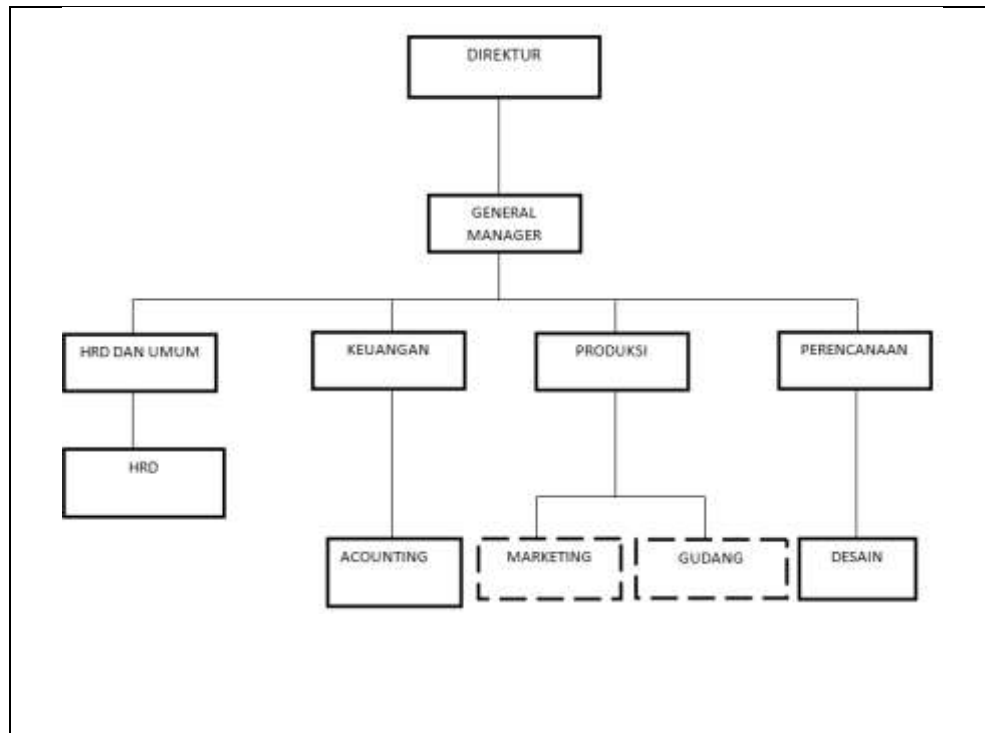 DIREKTUR
GENERAL
MANAGER
HRD DAN UMUM
KEUANGAN
PRODUKSI
PERENCANAAN
HRD
ACOUNTING
MARKETING
GUDANG
DESAIN